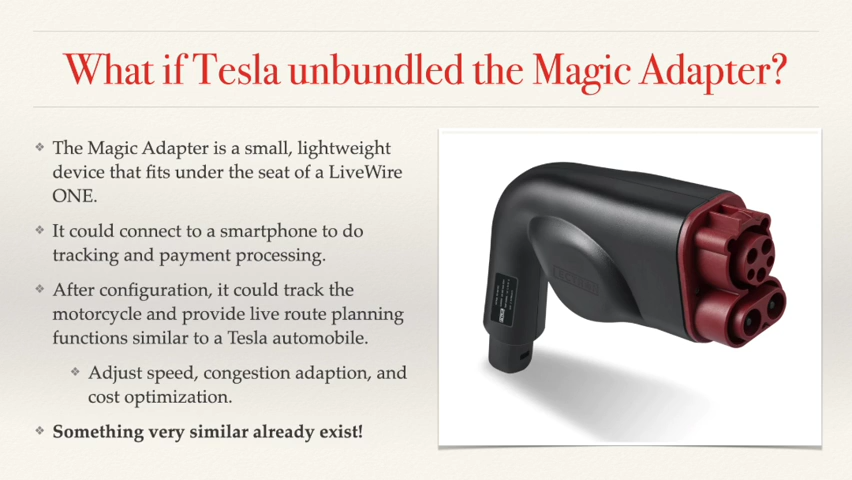 What if Tesla unbundled the Magic Adapter?
The Magic Adapter is a small, lightweight
device that fits under the seat of a LiveWire
ONE.
It could connect to a smartphone to do
tracking and payment processing.
After configuration, it could track the
motorcycle and provide live route planning
functions similar to a Tesla automobile.
Adjust speed, congestion adaption, and
cost optimization.
Something very similar already exist!